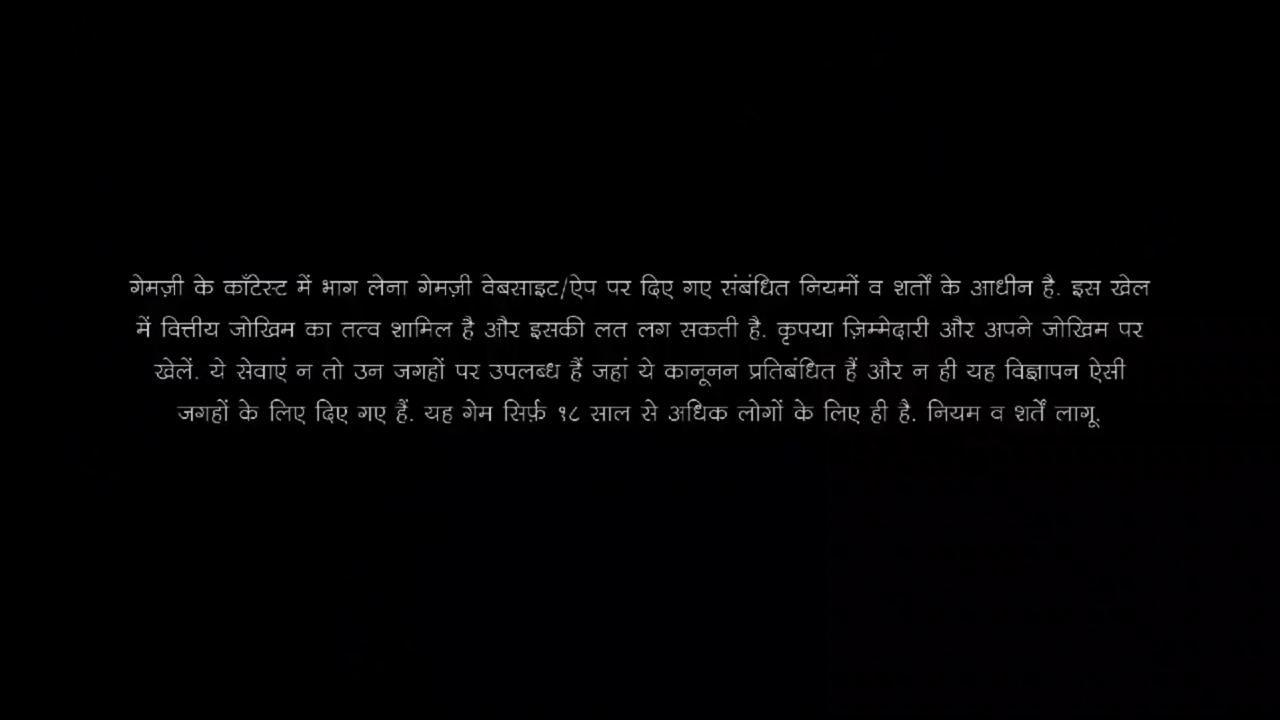 गेमज़ी के कॉंटेस्ट में भाग लेना गेमज़ी वेबसाइट/ऐप पर दिए गए संबंधित नियमों व शर्तों के आधीन है. इस खेल
में वित्तीय जोखिम का तत्व शामिल है और इसकी लत लग सकती है. कृपया ज़िम्मेदारी और अपने जोखिम पर
खेलें. ये सेवाएं न तो उन जगहों पर उपलब्ध हैं जहां ये कानूनन प्रतिबंधित हैं और न ही यह विज्ञापन ऐसी
जगहों के लिए दिए गए हैं. यह गेम सिर्फ़ १८ साल से अधिक लोगों के लिए ही है. नियम व शर्तें लागू.